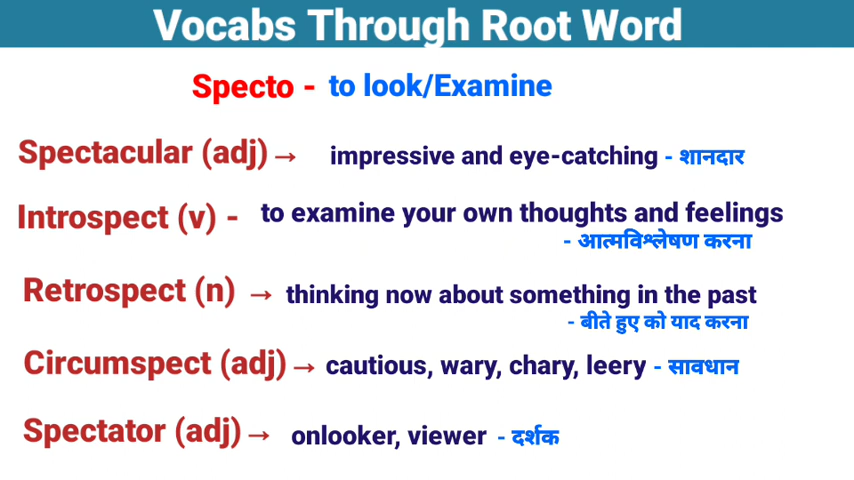 Vocabs Through Root Word
Specto - to look/Examine
Spectacular (adj) → impressive and eye-catching - शानदार
Introspect (v) - to examine your own thoughts and feelings
- आत्मविश्लेषण करना
Retrospect (n) → thinking now about something in the past
- बीते हुए को याद करना
Circumspect (adj) → cautious, wary, chary, leery - सावधान
Spectator (adj) → onlooker, viewer - दर्शक